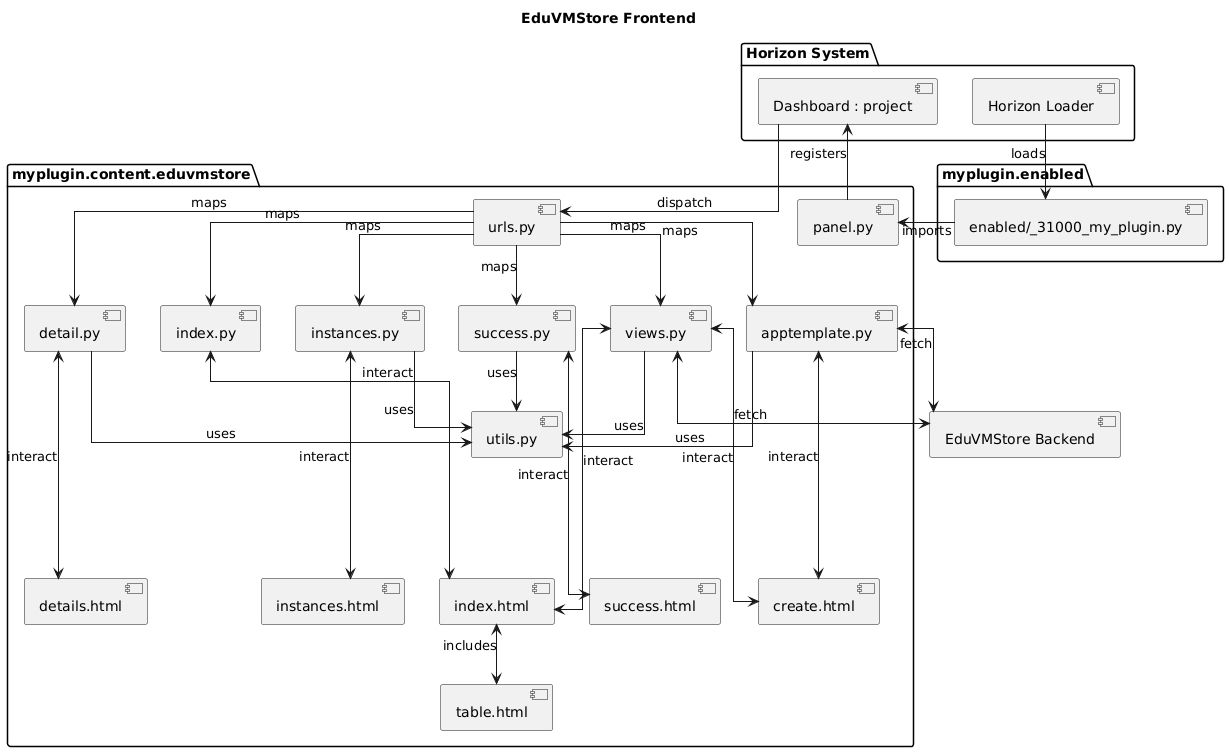 EduVMStore Frontend
Horizon System
Dashboard : project
Horizon Loader
registers
loads
myplugin.content.eduvmstore
myplugin.enabled
maps
dispatch
maps
maps
maps
maps
urls.py
panel.py
imports
enabled/_31000_my_plugin.py
maps
detail.py
index.py
instances.py
success.py
views.py
apptemplate.py
fetch
interact
uses
uses
fetch
uses
uses
uses
utils.py
EduVMStore Backend
interact
interact
interact
interact
interact
interact
details.html
instances.html
index.html
success.html
create.html
includes
table.html